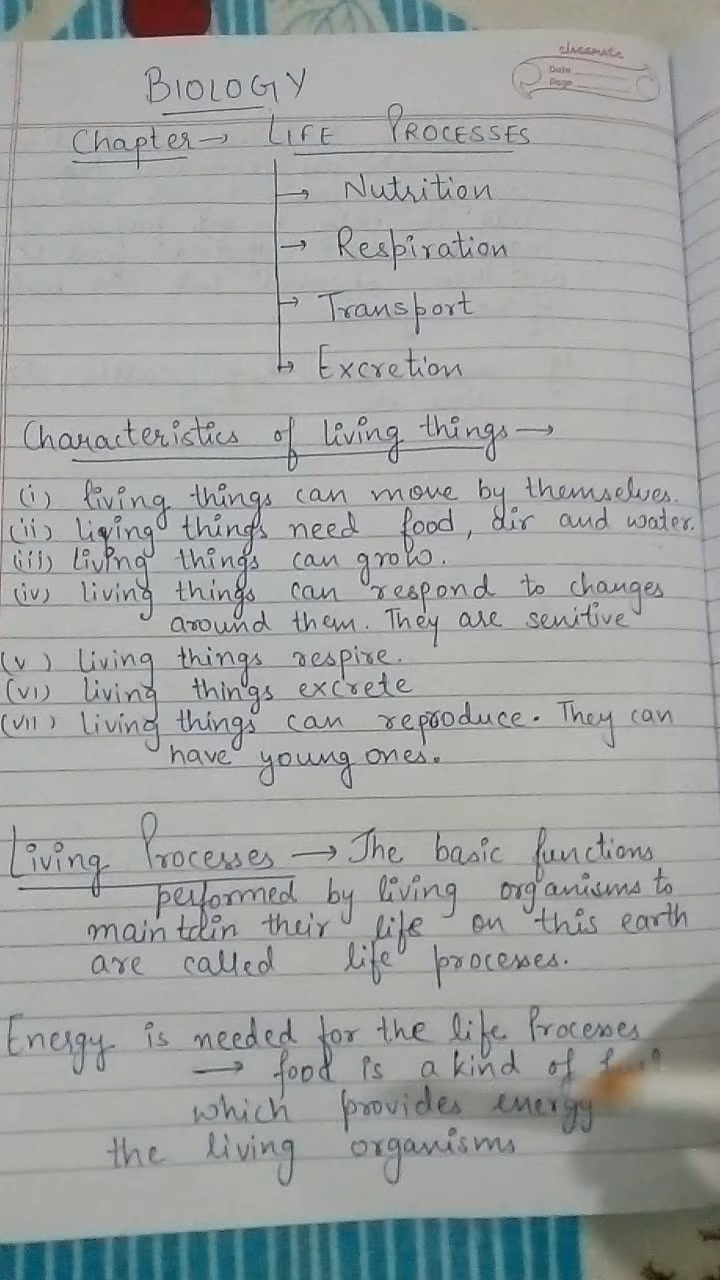 classmate
Date
Page
BIOLOGY
Chapter → LIFE PROCESSES
→ Nutrition
→ Respiration
→ Transport
→ Excretion
Characteristics of living things →
(i) living things can move by themselves.
(ii) living things need food, air and water.
(iii) living things can grow.
(iv) living things can respond to changes
around them. They are senitive
(v) living things respire.
(vi) living things excrete
(vii) living things can reproduce. They can
have young ones.
Living Processes → The basic functions
performed by living organisms to
maintain their life on this earth
are called life processes.
Energy is needed for the life Processes
→ food is a kind of
which provides energy
the living organisms